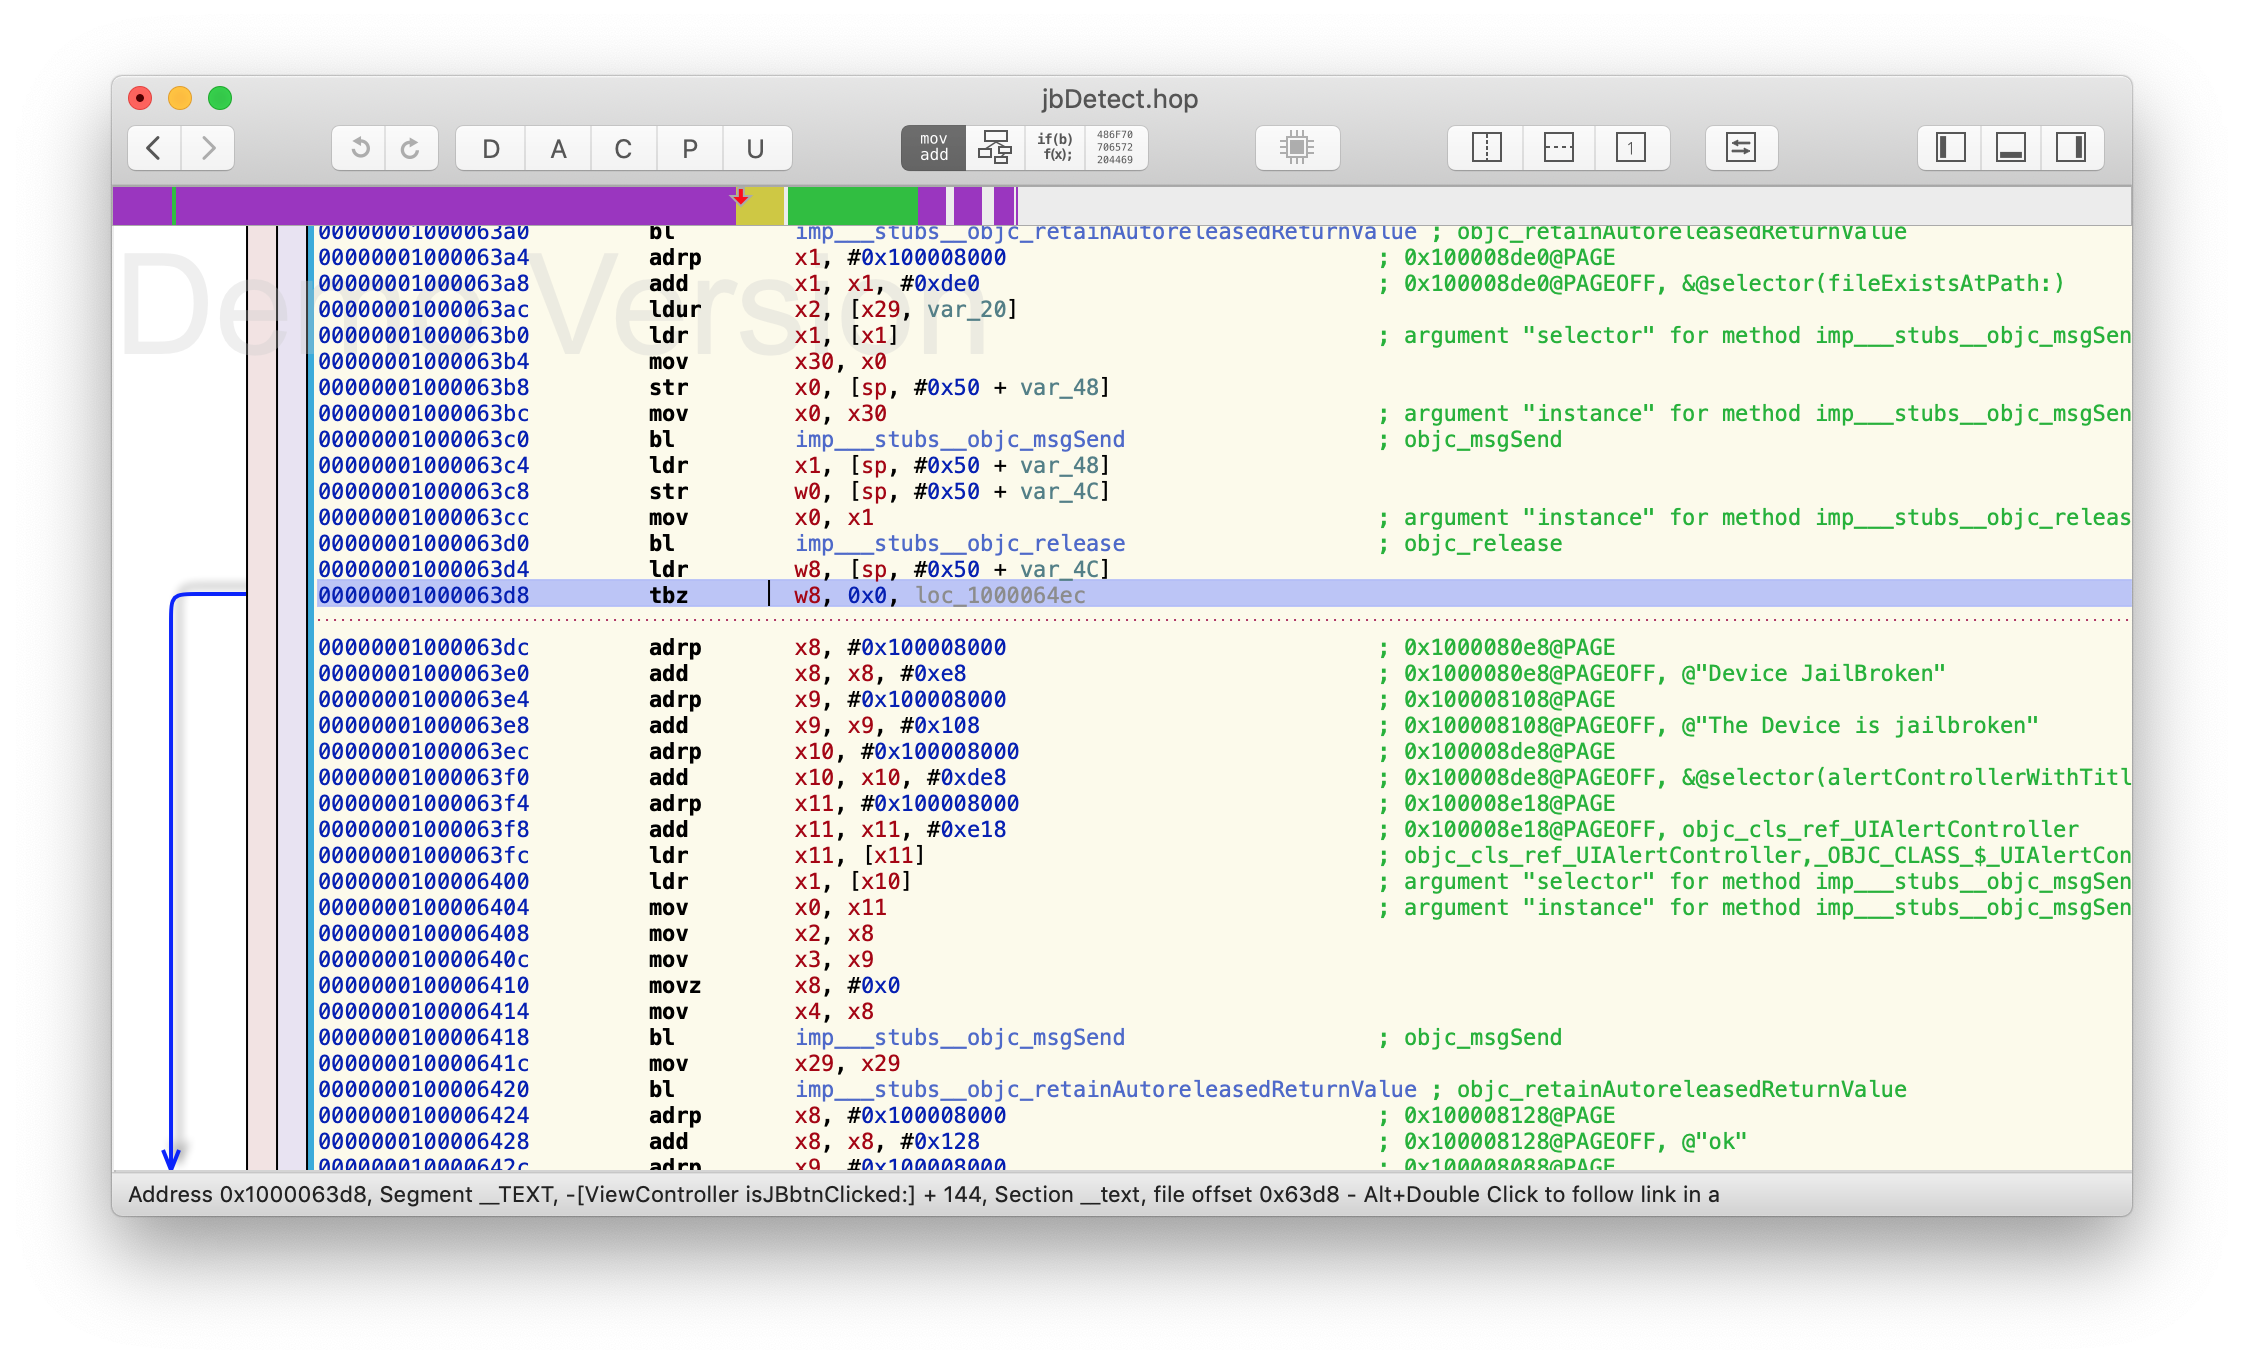 jbDetect.hop
D A C P U
mov add
if(b) f(x);
486F70 706572 204469
1
Demo Version
00000001000063a0 bl imp___stubs__objc_retainAutoreleasedReturnValue ; objc_retainAutoreleasedReturnValue
00000001000063a4 adrp x1, #0x100008000 ; 0x100008de0@PAGE
00000001000063a8 add x1, x1, #0xde0 ; 0x100008de0@PAGEOFF, &@selector(fileExistsAtPath:)
00000001000063ac ldur x2, [x29, var_20]
00000001000063b0 ldr x1, [x1] ; argument "selector" for method imp___stubs__objc_msgSen
00000001000063b4 mov x30, x0
00000001000063b8 str x0, [sp, #0x50 + var_48]
00000001000063bc mov x0, x30 ; argument "instance" for method imp___stubs__objc_msgSen
00000001000063c0 bl imp___stubs__objc_msgSend ; objc_msgSend
00000001000063c4 ldr x1, [sp, #0x50 + var_48]
00000001000063c8 str w0, [sp, #0x50 + var_4C]
00000001000063cc mov x0, x1 ; argument "instance" for method imp___stubs__objc_releas
00000001000063d0 bl imp___stubs__objc_release ; objc_release
00000001000063d4 ldr w8, [sp, #0x50 + var_4C]
00000001000063d8 tbz w8, 0x0, loc_1000064ec
00000001000063dc adrp x8, #0x100008000 ; 0x1000080e8@PAGE
00000001000063e0 add x8, x8, #0xe8 ; 0x1000080e8@PAGEOFF, @"Device JailBroken"
00000001000063e4 adrp x9, #0x100008000 ; 0x100008108@PAGE
00000001000063e8 add x9, x9, #0x108 ; 0x100008108@PAGEOFF, @"The Device is jailbroken"
00000001000063ec adrp x10, #0x100008000 ; 0x100008de8@PAGE
00000001000063f0 add x10, x10, #0xde8 ; 0x100008de8@PAGEOFF, &@selector(alertControllerWithTitl
00000001000063f4 adrp x11, #0x100008000 ; 0x100008e18@PAGE
00000001000063f8 add x11, x11, #0xe18 ; 0x100008e18@PAGEOFF, objc_cls_ref_UIAlertController
00000001000063fc ldr x11, [x11] ; objc_cls_ref_UIAlertController,_OBJC_CLASS_$_UIAlertCon
0000000100006400 ldr x1, [x10] ; argument "selector" for method imp___stubs__objc_msgSen
0000000100006404 mov x0, x11 ; argument "instance" for method imp___stubs__objc_msgSen
0000000100006408 mov x2, x8
000000010000640c mov x3, x9
0000000100006410 movz x8, #0x0
0000000100006414 mov x4, x8
0000000100006418 bl imp___stubs__objc_msgSend ; objc_msgSend
000000010000641c mov x29, x29
0000000100006420 bl imp___stubs__objc_retainAutoreleasedReturnValue ; objc_retainAutoreleasedReturnValue
0000000100006424 adrp x8, #0x100008000 ; 0x100008128@PAGE
0000000100006428 add x8, x8, #0x128 ; 0x100008128@PAGEOFF, @"ok"
000000010000642c adrp x9, #0x100008000 ; 0x100008088@PAGE
Address 0x1000063d8, Segment __TEXT, -[ViewController isJBbtnClicked:] + 144, Section __text, file offset 0x63d8 - Alt+Double Click to follow link in a